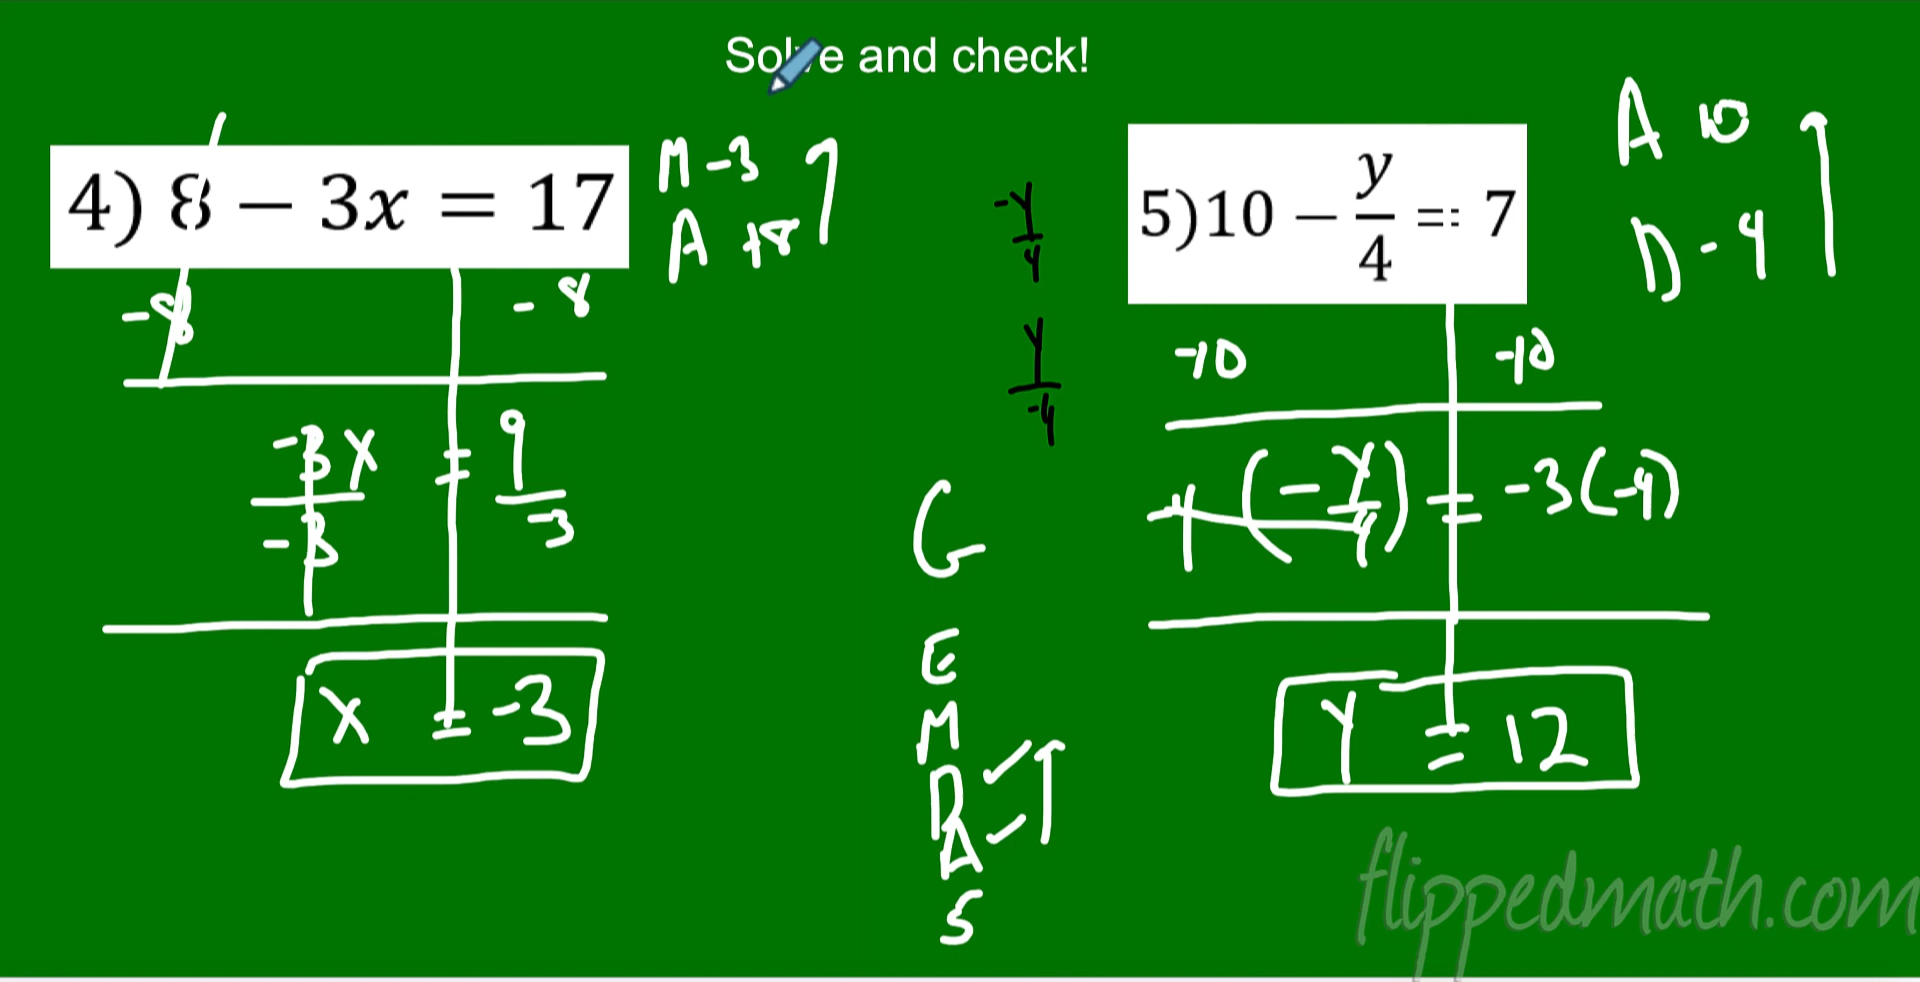 Solve and check!
4) 8 − 3x = 17
M -3
A +8
-8 -8
-3x = 9
-3 -3
x = -3
-y
4
y
-4
G
E
M
D
A
S
5)10 − y/4 = 7
A 10
D -4
-10 -10
-4(-y/4) = -3(-4)
y = 12
flippedmath.com